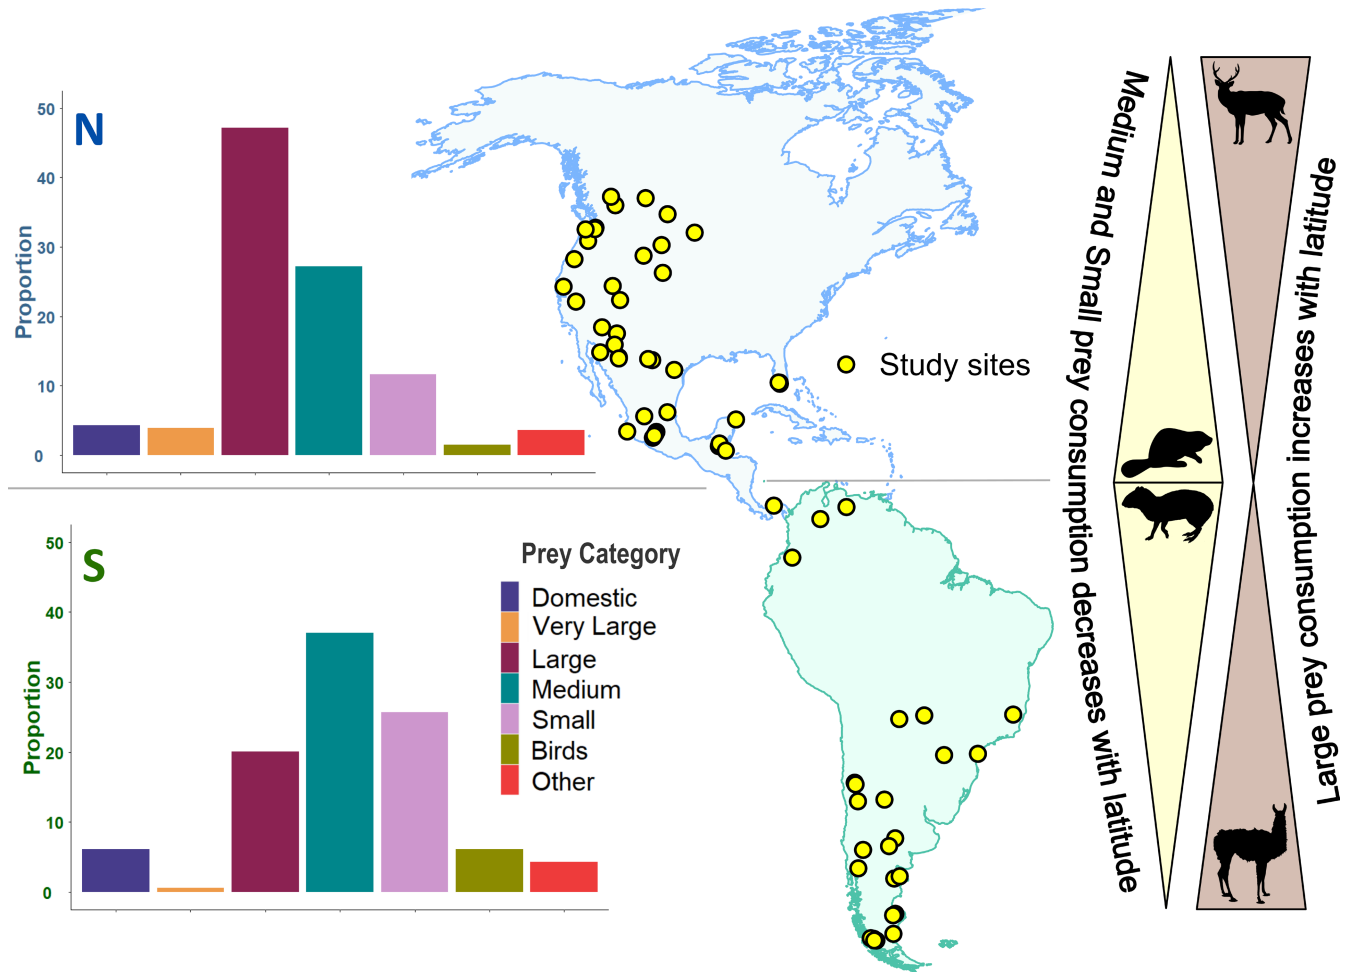 N
50
40
30
20
10
0
Proportion
Study sites
S
50
40
30
20
10
0
Proportion
Prey Category
Domestic
Very Large
Large
Medium
Small
Birds
Other
Medium and Small prey consumption decreases with latitude
Large prey consumption increases with latitude